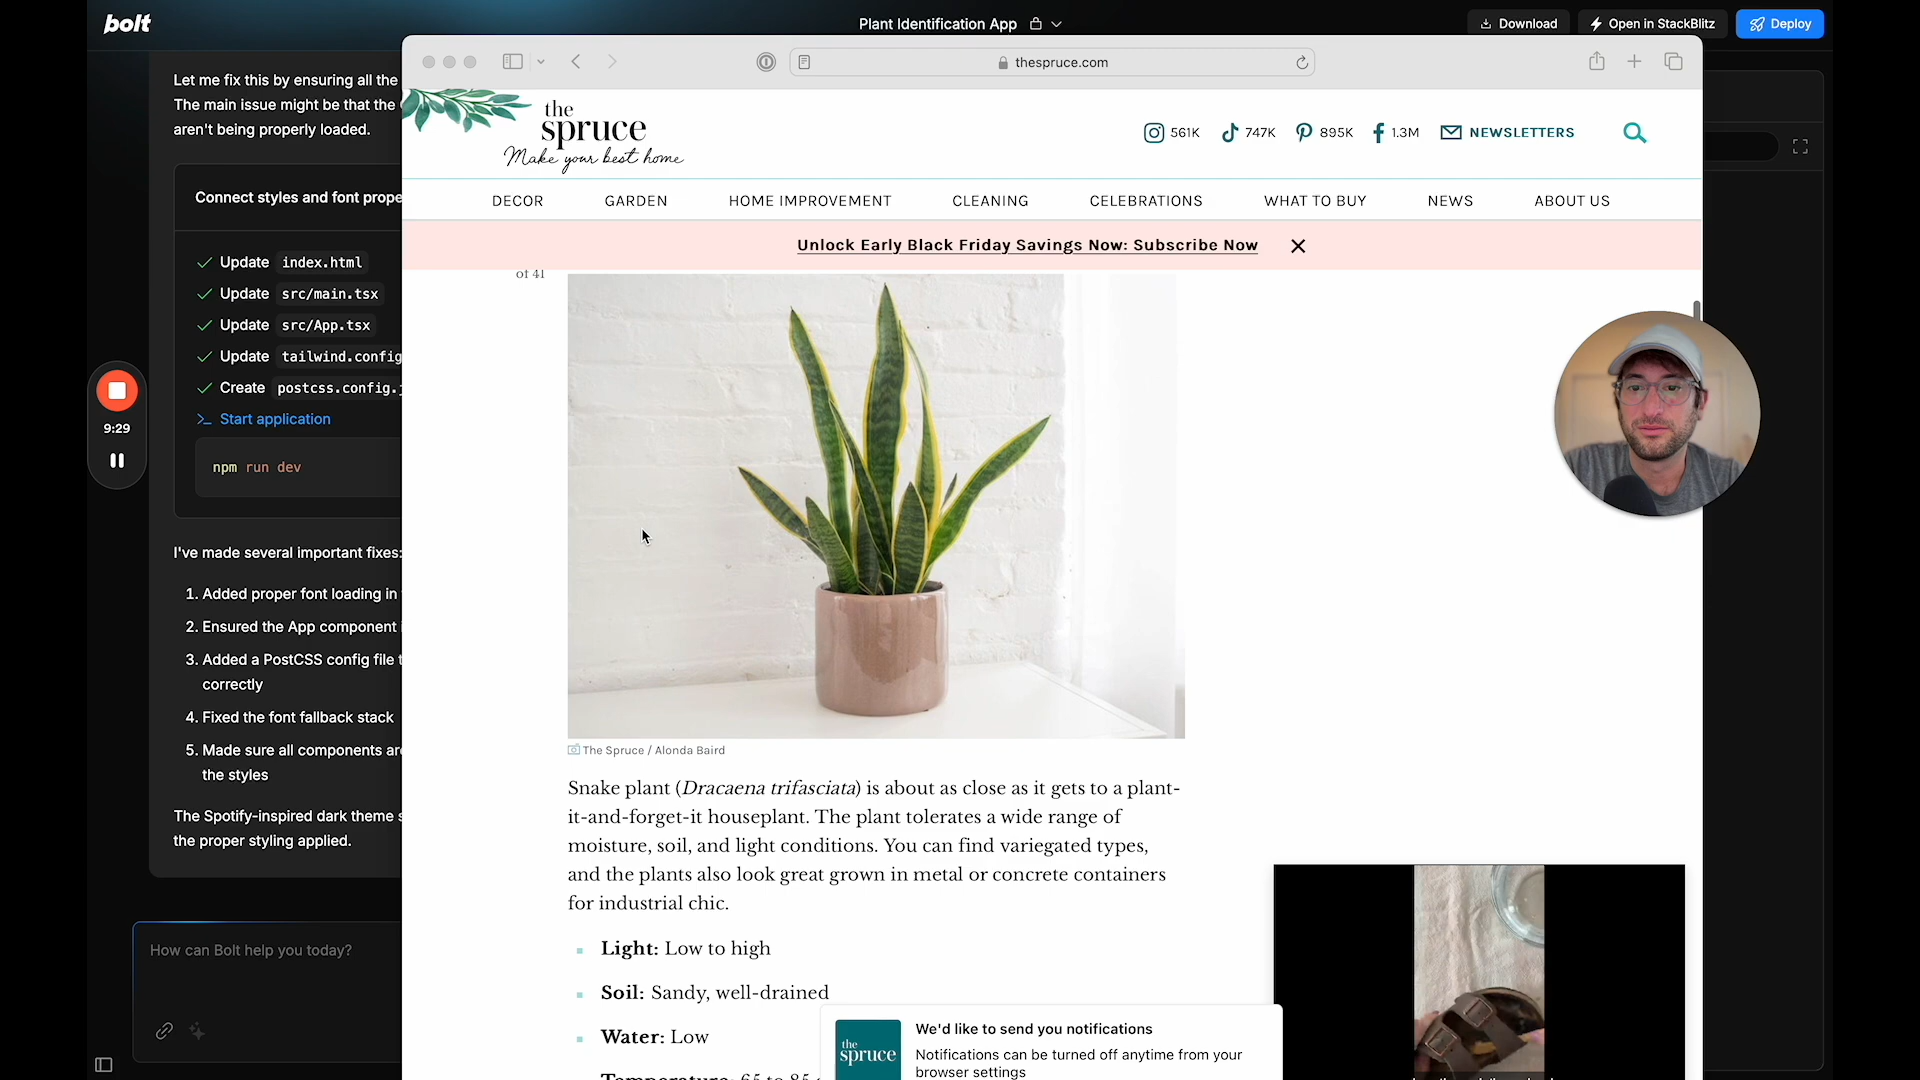 bolt
Plant Identification App
Download
Open in StackBlitz
Deploy
Let me fix this by ensuring all the
The main issue might be that the
aren't being properly loaded.
Connect styles and font prope
Update index.html
Update src/main.tsx
Update src/App.tsx
Update tailwind.config
Create postcss.config.
Start application
npm run dev
I've made several important fixes:
1. Added proper font loading in
2. Ensured the App component
3. Added a PostCSS config file
correctly
4. Fixed the font fallback stack
5. Made sure all components are
the styles
The Spotify-inspired dark theme
the proper styling applied.
How can Bolt help you today?
9:29
thespruce.com
the
spruce
Make your best home
561K
747K
895K
1.3M
NEWSLETTERS
DECOR
GARDEN
HOME IMPROVEMENT
CLEANING
CELEBRATIONS
WHAT TO BUY
NEWS
ABOUT US
Unlock Early Black Friday Savings Now: Subscribe Now
of 41
The Spruce / Alonda Baird
Snake plant (Dracaena trifasciata) is about as close as it gets to a plant-
it-and-forget-it houseplant. The plant tolerates a wide range of
moisture, soil, and light conditions. You can find variegated types,
and the plants also look great grown in metal or concrete containers
for industrial chic.
Light: Low to high
Soil: Sandy, well-drained
Water: Low
Temperature: 65 to 85
the
spruce
We'd like to send you notifications
Notifications can be turned off anytime from your
browser settings